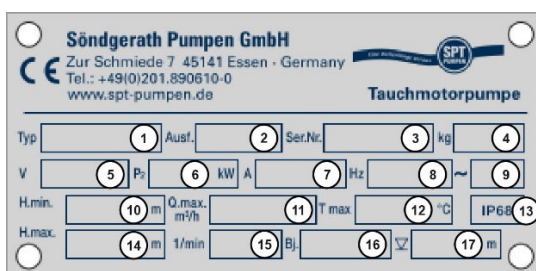 Söndgerath Pumpen GmbH
Zur Schmiede 7 45141 Essen - Germany
Tel.: +49(0)201.890610-0
www.spt-pumpen.de
SPT
PUMPEN
Tauchmotorpumpe
CE
Typ 1 Ausf. 2 Ser.Nr. 3 kg 4
V 5 P2 6 kW A 7 Hz 8 ~ 9
H.min. 10 m Q.max. m³/h 11 T max 12 °C IP68 13
H.max. 14 m 1/min 15 Bj. 16 17 m